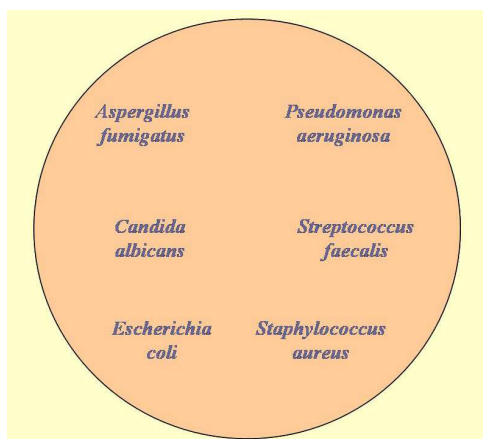 Aspergillus
fumigatus
Pseudomonas
aeruginosa
Candida
albicans
Streptococcus
faecalis
Escherichia
coli
Staphylococcus
aureus